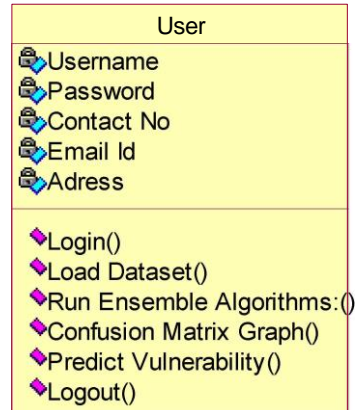 User
Username
Password
Contact No
Email Id
Adress
Login()
Load Dataset()
Run Ensemble Algorithms:()
Confusion Matrix Graph()
Predict Vulnerability()
Logout()